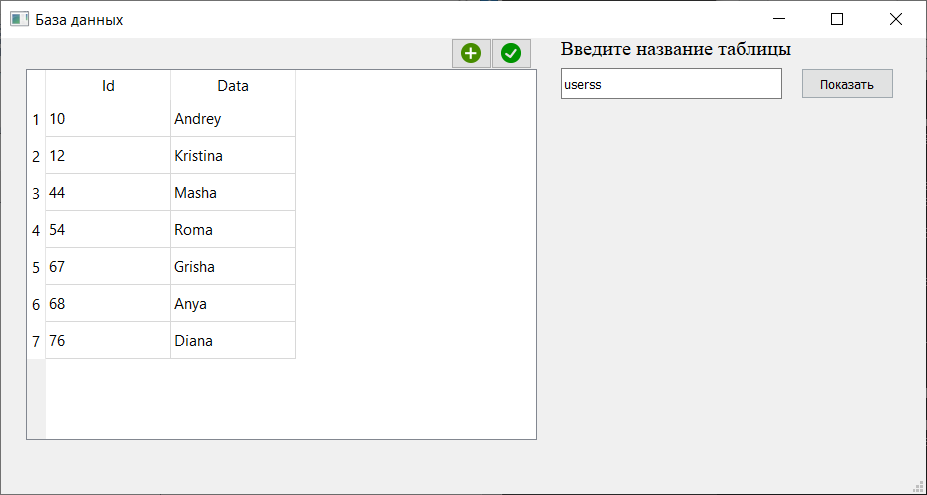 База данных
Введите название таблицы
userss
Показать
Id Data
1 10 Andrey
2 12 Kristina
3 44 Masha
4 54 Roma
5 67 Grisha
6 68 Anya
7 76 Diana